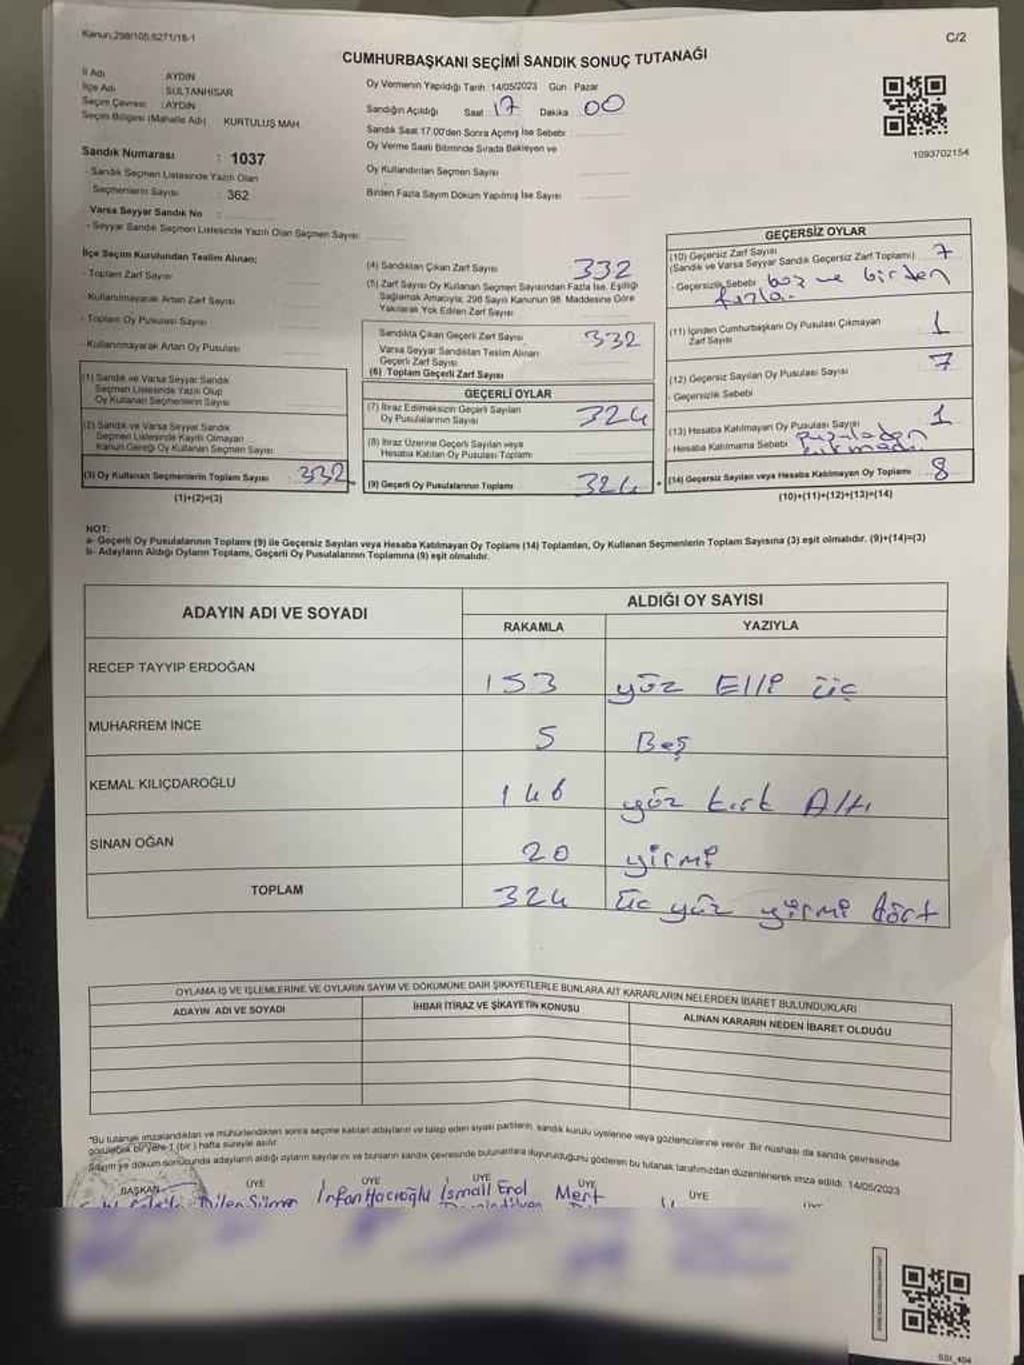 Kanun:298/105,6271/18-1
C/2
CUMHURBAŞKANI SEÇİMİ SANDIK SONUÇ TUTANAĞI
İl Adı : AYDIN
İlçe Adı : SULTANHİSAR
Seçim Çevresi : AYDIN
Seçim Bölgesi (Mahalle Adı) KURTULUŞ MAH.
Sandık Numarası : 1037
- Sandık Seçmen Listesinde Yazılı Olan
Seçmenlerin Sayısı : 362
Varsa Seyyar Sandık No :
- Seyyar Sandık Seçmen Listesinde Yazılı Olan Seçmen Sayısı
Oy Vermenin Yapıldığı Tarih: 14/05/2023 Gün : Pazar
Sandığın Açıldığı Saat 17 Dakika 00
Sandık Saat 17:00'den Sonra Açılmış İse Sebebi
Oy Verme Saati Bitiminde Sırada Bekleyen ve
Oy Kullandırılan Seçmen Sayısı
Birden Fazla Sayım Döküm Yapılmış İse Sayısı
1093702154
İlçe Seçim Kurulundan Teslim Alınan;
- Toplam Zarf Sayısı
- Kullanılmayarak Artan Zarf Sayısı
- Toplam Oy Pusulası Sayısı
- Kullanılmayarak Artan Oy Pusulası
(1) Sandık ve Varsa Seyyar Sandık
Seçmen Listesinde Yazılı Olup
Oy Kullanan Seçmenlerin Sayısı
(2) Sandık ve Varsa Seyyar Sandık
Seçmen Listesinde Kayıtlı Olmayan
Kanun Gereği Oy Kullanan Seçmen Sayısı
(3) Oy Kullanan Seçmenlerin Toplam Sayısı 332
(1)+(2)=(3)
(4) Sandıktan Çıkan Zarf Sayısı 332
(5) Zarf Sayısı Oy Kullanan Seçmen Sayısından Fazla İse, Eşitliği
Sağlamak Amacıyla; 298 Sayılı Kanunun 98. Maddesine Göre
Yakılarak Yok Edilen Zarf Sayısı
Sandıkta Çıkan Geçerli Zarf Sayısı 332
Varsa Seyyar Sandıktan Teslim Alınan
Geçerli Zarf Sayısı
(6) Toplam Geçerli Zarf Sayısı
GEÇERLİ OYLAR
(7) İtiraz Edilmeksizin Geçerli Sayılan
Oy Pusulalarının Sayısı 324
(8) İtiraz Üzerine Geçerli Sayılan veya
Hesaba Katılan Oy Pusulası Toplamı
(9) Geçerli Oy Pusulalarının Toplamı 324
GEÇERSİZ OYLAR
(10) Geçersiz Zarf Sayısı 7
(Sandık ve Varsa Seyyar Sandık Geçersiz Zarf Toplamı)
- Geçersizlik Sebebi boş ve birden
fazla.
(11) İçinden Cumhurbaşkanı Oy Pusulası Çıkmayan
Zarf Sayısı 1
(12) Geçersiz Sayılan Oy Pusulası Sayısı 7
- Geçersizlik Sebebi
(13) Hesaba Katılmayan Oy Pusulası Sayısı 1
- Hesaba Katılmama Sebebi
(14) Geçersiz Sayılan veya Hesaba Katılmayan Oy Toplamı 8
(10)+(11)+(12)+(13)=(14)
NOT:
a- Geçerli Oy Pusulalarının Toplamı (9) ile Geçersiz Sayılan veya Hesaba Katılmayan Oy Toplamı (14) Toplamları, Oy Kullanan Seçmenlerin Toplam Sayısına (3) eşit olmalıdır. (9)+(14)=(3)
b- Adayların Aldığı Oyların Toplamı, Geçerli Oy Pusulalarının Toplamına (9) eşit olmalıdır.
ADAYIN ADI VE SOYADI
ALDIĞI OY SAYISI
RAKAMLA YAZIYLA
RECEP TAYYİP ERDOĞAN 153 yüz Elli üç
MUHARREM İNCE 5 Beş
KEMAL KILIÇDAROĞLU 146 yüz kırk Altı
SİNAN OĞAN 20 yirmi
TOPLAM 324 üç yüz yirmi dört
OYLAMA İŞ VE İŞLEMLERİNE VE OYLARIN SAYIM VE DÖKÜMÜNE DAİR ŞİKAYETLERLE BUNLARA AİT KARARLARIN NELERDEN İBARET BULUNDUKLARI
ADAYIN ADI VE SOYADI İHBAR İTİRAZ VE ŞİKAYETİN KONUSU ALINAN KARARIN NEDEN İBARET OLDUĞU
*Bu tutanak imzalandıktan ve mühürlendikten sonra seçime katılan adayların ve talep eden siyasi partilerin, sandık kurulu üyelerine veya gözlemcilerine verilir. Bir nüshası da sandık çevresinde
görülebilir bir yere 1 (bir) hafta süreyle asılır.
Sayım ve döküm sonucunda adayların aldığı oyların sayılarını ve bunların sandık çevresinde bulunanlara duyurulduğunu gösteren bu tutanak tarafımızdan düzenlenerek imza edildi. 14/05/2023
BAŞKAN ÜYE ÜYE ÜYE ÜYE ÜYE
Dilen Sümer İrfan Hacıoğlu İsmail Erol Mert